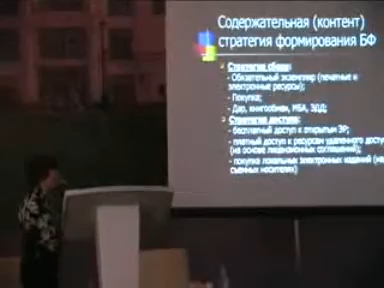 Содержательная (контент)
стратегия формирования БФ
Стратегия сбора:
- Обязательный экземпляр (печатные и
электронные ресурсы);
- Покупка;
- Дар, книгообмен, МБА, ЭДД;
Стратегия доступа:
- бесплатный доступ к открытым ЭР;
- платный доступ к ресурсам удаленного доступа
(на основе лицензионных соглашений);
- покупка локальных электронных изданий (на
съемных носителях)